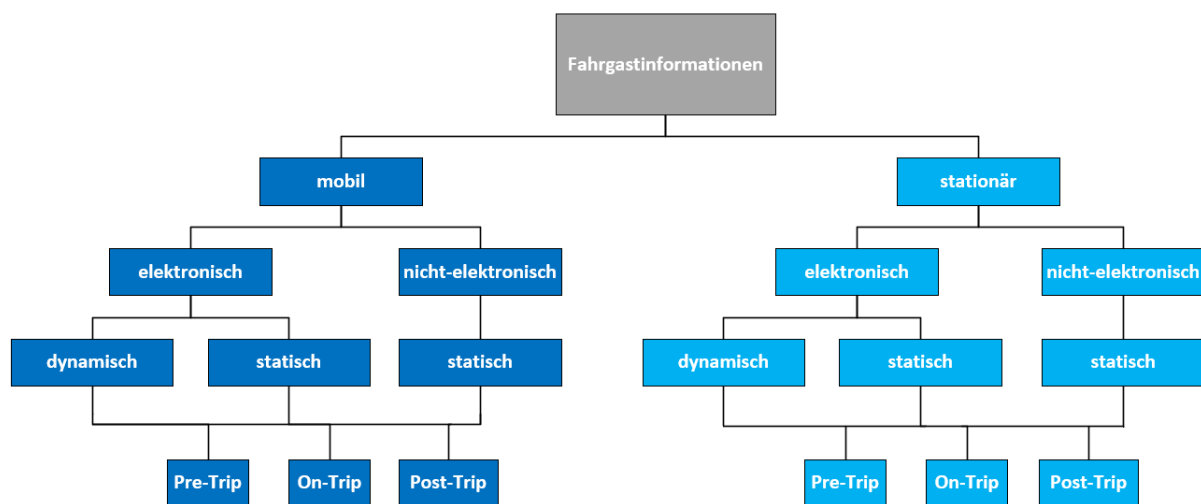 Fahrgastinformationen
mobil
stationär
elektronisch
nicht-elektronisch
elektronisch
nicht-elektronisch
dynamisch
statisch
statisch
dynamisch
statisch
statisch
Pre-Trip
On-Trip
Post-Trip
Pre-Trip
On-Trip
Post-Trip